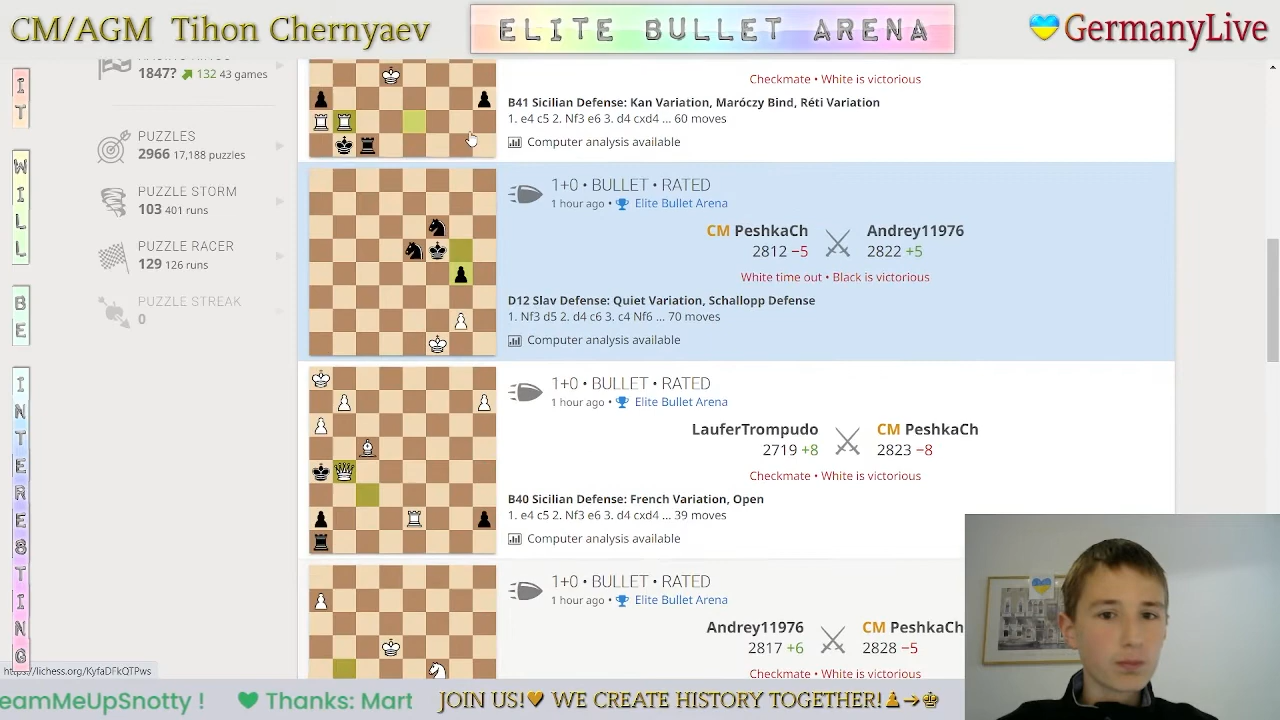 CM/AGM Tihon Chernyaev
ELITE BULLET ARENA
GermanyLive
IT
WILL
BE
INTERESTING
1847? 132 43 games
PUZZLES
2966 17,188 puzzles
PUZZLE STORM
103 401 runs
PUZZLE RACER
129 126 runs
PUZZLE STREAK
0
Checkmate • White is victorious
B41 Sicilian Defense: Kan Variation, Maróczy Bind, Réti Variation
1. e4 c5 2. Nf3 e6 3. d4 cxd4 ... 60 moves
Computer analysis available
1+0 • BULLET • RATED
1 hour ago • Elite Bullet Arena
CM PeshkaCh Andrey11976
2812 −5 2822 +5
White time out • Black is victorious
D12 Slav Defense: Quiet Variation, Schallopp Defense
1. Nf3 d5 2. d4 c6 3. c4 Nf6 ... 70 moves
Computer analysis available
1+0 • BULLET • RATED
1 hour ago • Elite Bullet Arena
LauferTrompudo CM PeshkaCh
2719 +8 2823 −8
Checkmate • White is victorious
B40 Sicilian Defense: French Variation, Open
1. e4 c5 2. Nf3 e6 3. d4 cxd4 ... 39 moves
Computer analysis available
1+0 • BULLET • RATED
1 hour ago • Elite Bullet Arena
Andrey11976 CM PeshkaCh
2817 +6 2828 −5
Checkmate • White is victorious
https://lichess.org/KyfaDFkQTPws
eamMeUpSnotty ! Thanks: Mart
JOIN US! WE CREATE HISTORY TOGETHER!